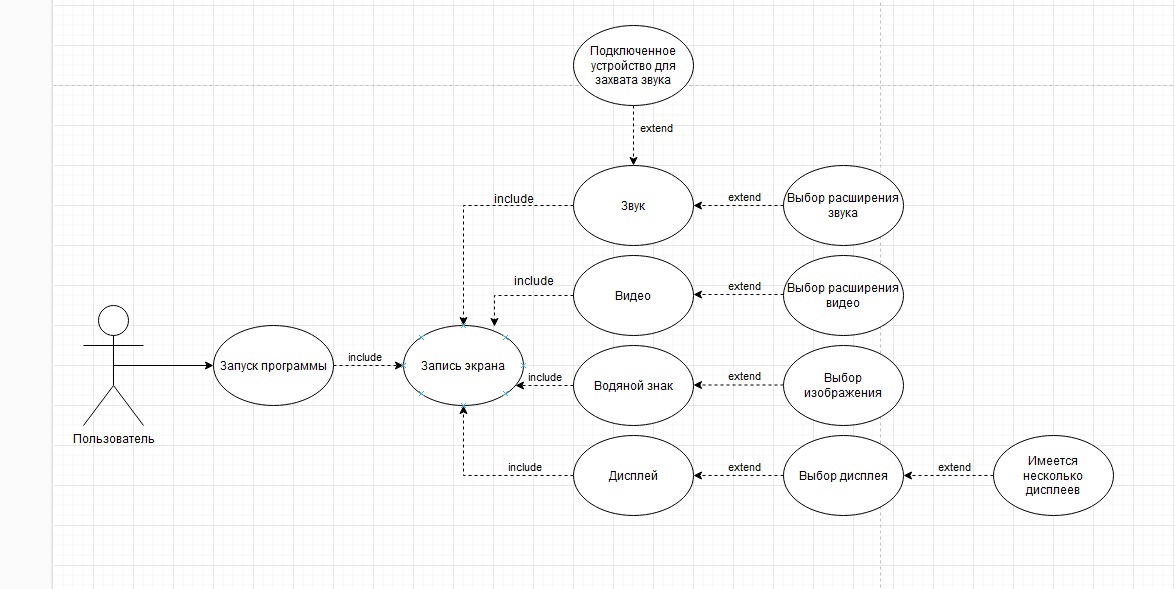 Подключенное
устройство для
захвата звука
extend
include
Звук
extend
Выбор расширения
звука
include
Видео
extend
Выбор расширения
видео
Запуск программы
include
Запись экрана
include
Водяной знак
extend
Выбор
изображения
Пользователь
include
Дисплей
extend
Выбор дисплея
extend
Имеется
несколько
дисплеев